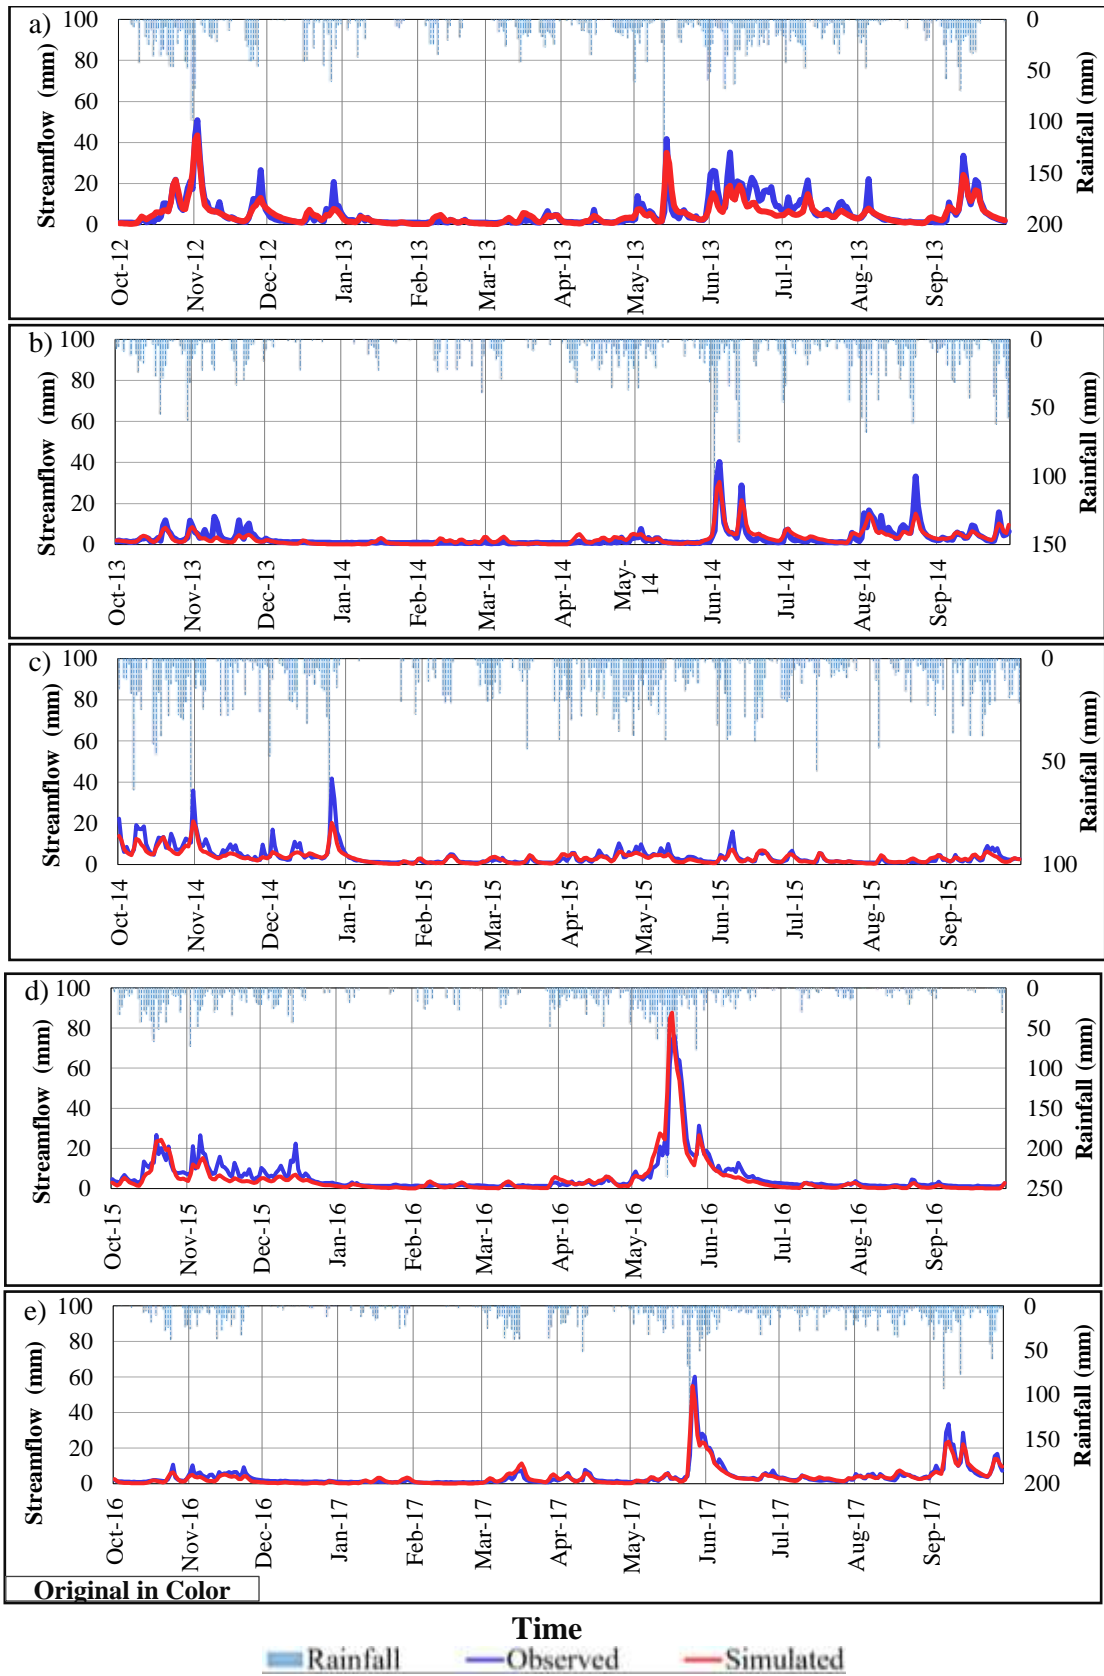 a)
100
80
60
40
20
0
Streamflow (mm)
0
50
100
150
200
Rainfall (mm)
Oct-12
Nov-12
Dec-12
Jan-13
Feb-13
Mar-13
Apr-13
May-13
Jun-13
Jul-13
Aug-13
Sep-13
b)
100
80
60
40
20
0
Streamflow (mm)
0
50
100
150
Rainfall (mm)
Oct-13
Nov-13
Dec-13
Jan-14
Feb-14
Mar-14
Apr-14
May-
14
Jun-14
Jul-14
Aug-14
Sep-14
c)
100
80
60
40
20
0
Streamflow (mm)
0
50
100
Rainfall (mm)
Oct-14
Nov-14
Dec-14
Jan-15
Feb-15
Mar-15
Apr-15
May-15
Jun-15
Jul-15
Aug-15
Sep-15
d)
100
80
60
40
20
0
Streamflow (mm)
0
50
100
150
200
250
Rainfall (mm)
Oct-15
Nov-15
Dec-15
Jan-16
Feb-16
Mar-16
Apr-16
May-16
Jun-16
Jul-16
Aug-16
Sep-16
e)
100
80
60
40
20
0
Streamflow (mm)
0
50
100
150
200
Rainfall (mm)
Oct-16
Nov-16
Dec-16
Jan-17
Feb-17
Mar-17
Apr-17
May-17
Jun-17
Jul-17
Aug-17
Sep-17
Original in Color
Time
Rainfall Observed Simulated